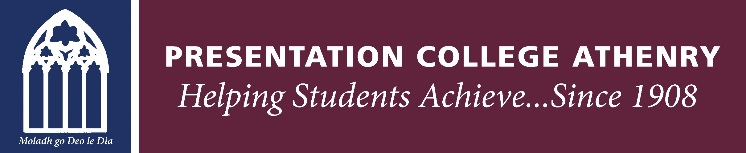 Moladh go Deo le Dia
PRESENTATION COLLEGE ATHENRY
Helping Students Achieve...Since 1908